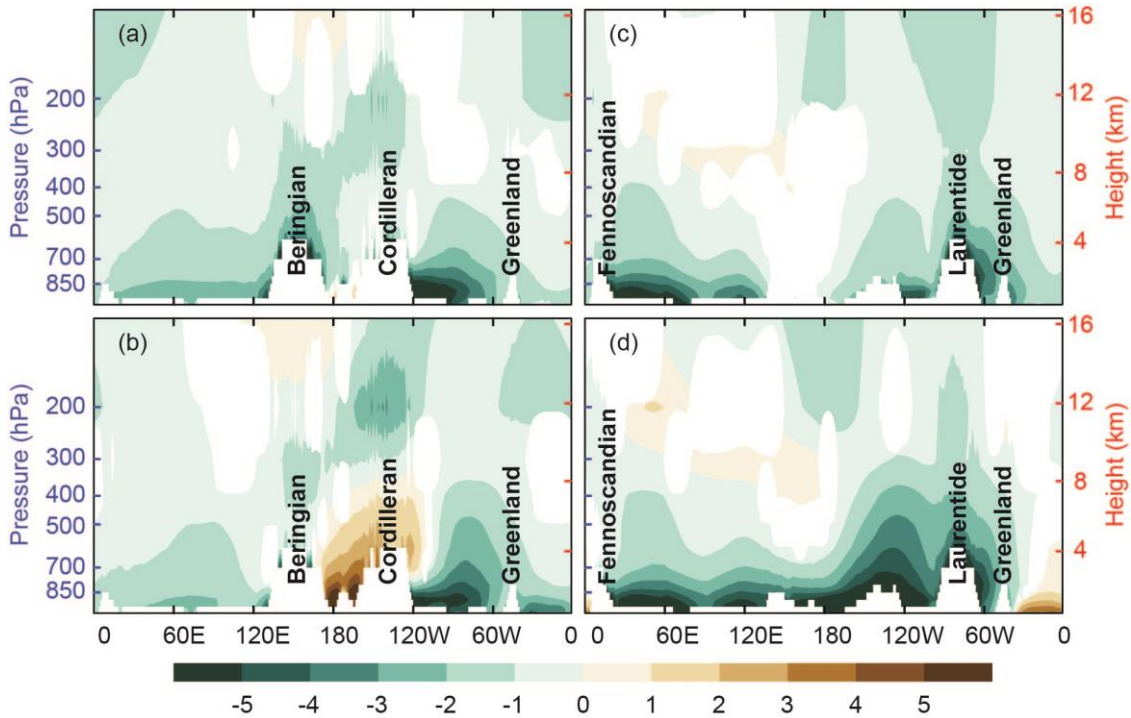 (a)
(c)
16
200
12
Pressure (hPa)
300
Height (km)
400
8
500
700
4
850
Beringian
Cordilleran
Greenland
Fennoscandian
Laurentide
Greenland
(b)
(d)
16
200
12
Pressure (hPa)
300
Height (km)
400
8
500
700
4
850
Beringian
Cordilleran
Greenland
Fennoscandian
Laurentide
Greenland
0 60E 120E 180 120W 60W 0 60E 120E 180 120W 60W 0
-5 -4 -3 -2 -1 0 1 2 3 4 5